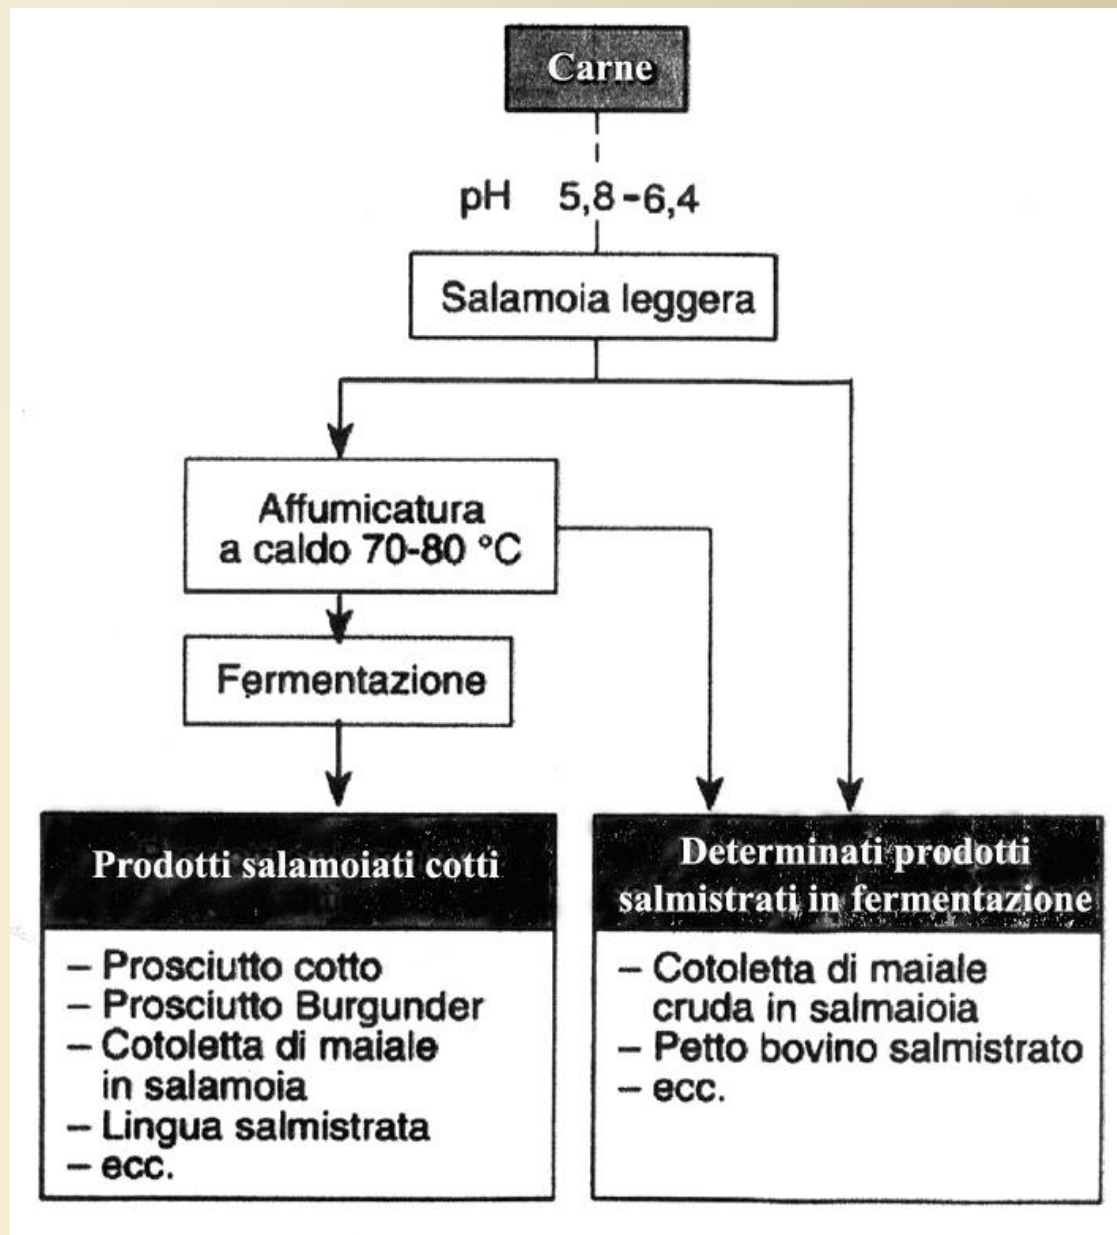 Carne
pH 5,8-6,4
Salamoia leggera
Affumicatura
a caldo 70-80 °C
Fermentazione
Prodotti salamoiati cotti
– Prosciutto cotto
– Prosciutto Burgunder
– Cotoletta di maiale
in salamoia
– Lingua salmistrata
– ecc.
Determinati prodotti
salmistrati in fermentazione
– Cotoletta di maiale
cruda in salmaioia
– Petto bovino salmistrato
– ecc.